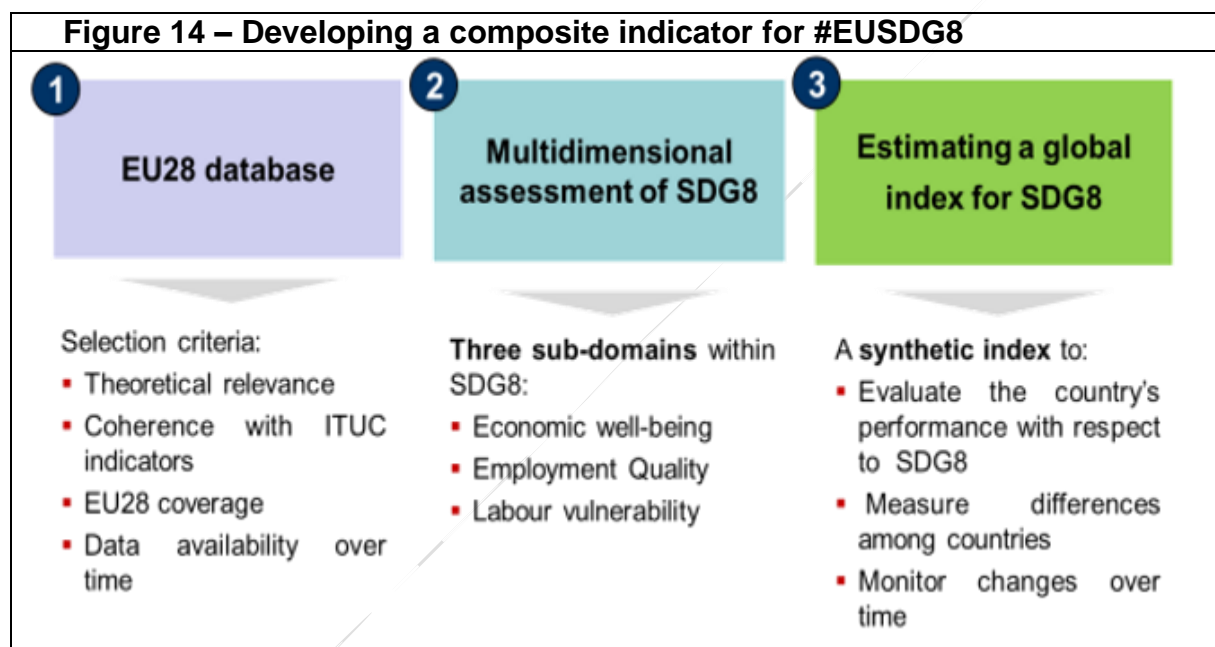 Figure 14 – Developing a composite indicator for #EUSDG8
1
EU28 database
Selection criteria:
▪ Theoretical relevance
▪ Coherence with ITUC
indicators
▪ EU28 coverage
▪ Data availability over
time
2
Multidimensional
assessment of SDG8
Three sub-domains within
SDG8:
▪ Economic well-being
▪ Employment Quality
▪ Labour vulnerability
3
Estimating a global
index for SDG8
A synthetic index to:
▪ Evaluate the country's
performance with respect
to SDG8
▪ Measure differences
among countries
▪ Monitor changes over
time